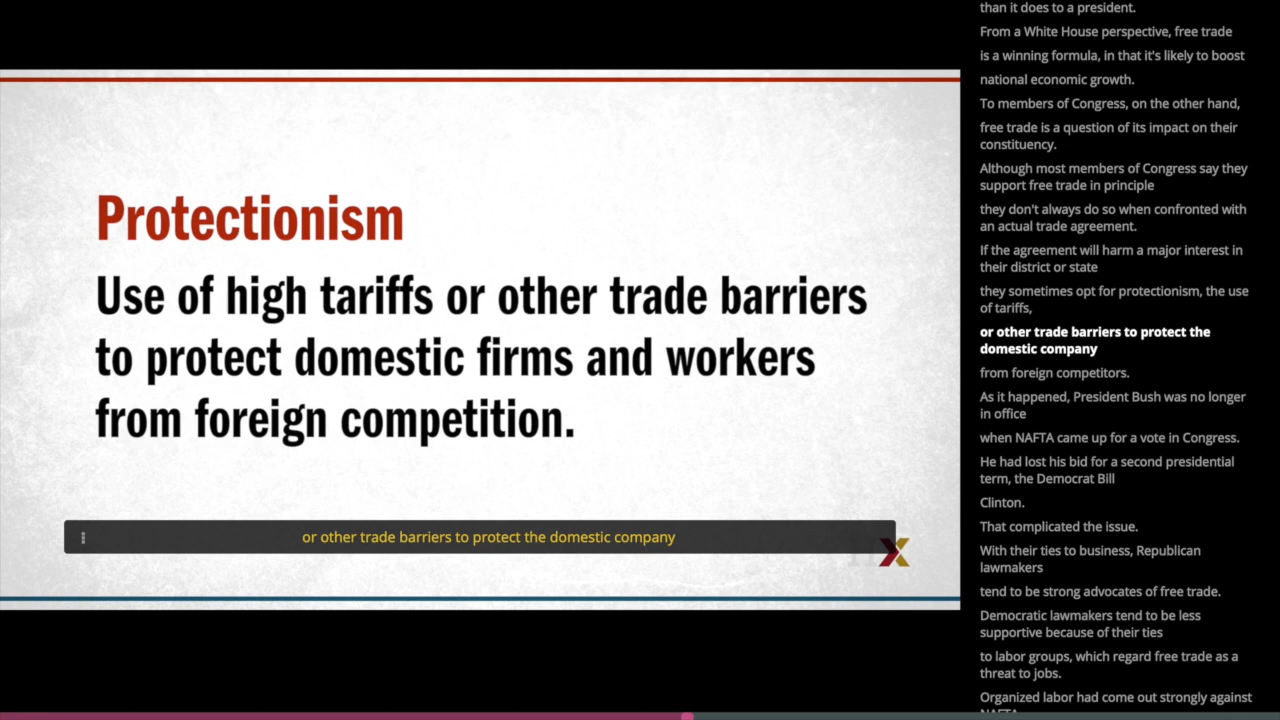 Protectionism
Use of high tariffs or other trade barriers
to protect domestic firms and workers
from foreign competition.
or other trade barriers to protect the domestic company
than it does to a president.
From a White House perspective, free trade
is a winning formula, in that it's likely to boost
national economic growth.
To members of Congress, on the other hand,
free trade is a question of its impact on their
constituency.
Although most members of Congress say they
support free trade in principle
they don't always do so when confronted with
an actual trade agreement.
If the agreement will harm a major interest in
their district or state
they sometimes opt for protectionism, the use
of tariffs,
or other trade barriers to protect the
domestic company
from foreign competitors.
As it happened, President Bush was no longer
in office
when NAFTA came up for a vote in Congress.
He had lost his bid for a second presidential
term, the Democrat Bill
Clinton.
That complicated the issue.
With their ties to business, Republican
lawmakers
tend to be strong advocates of free trade.
Democratic lawmakers tend to be less
supportive because of their ties
to labor groups, which regard free trade as a
threat to jobs.
Organized labor had come out strongly against
NAFTA